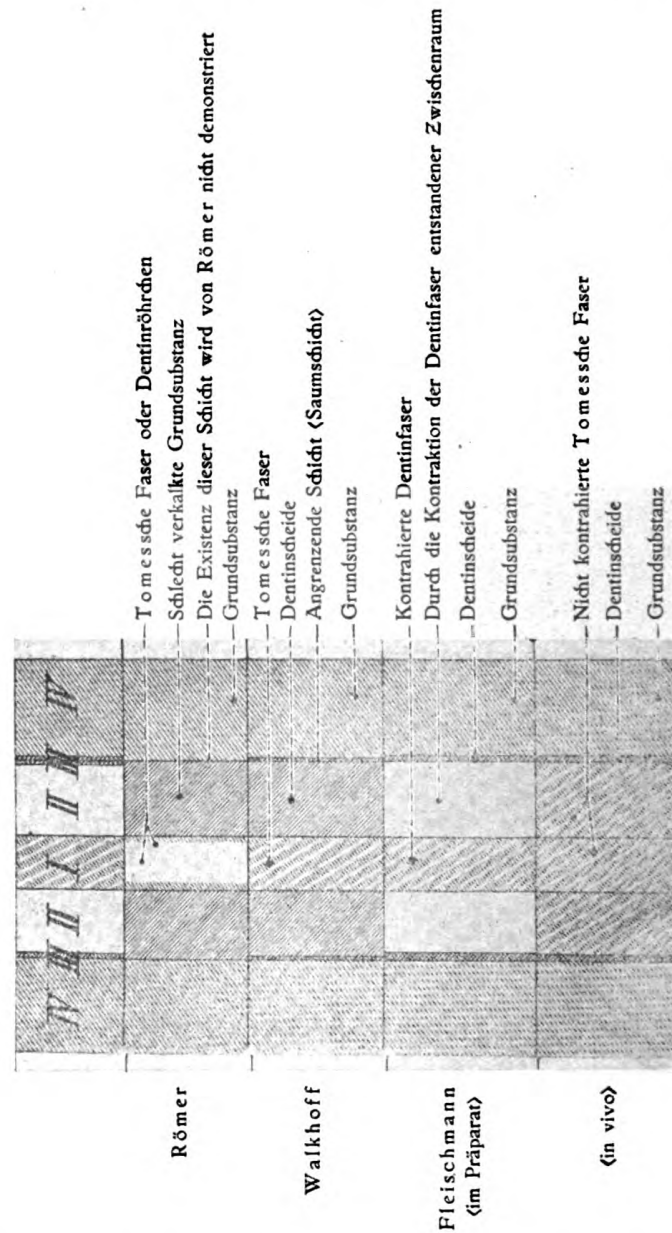 IV III II I II III IV
Römer
Tomessche Faser oder Dentinröhrchen
Schlecht verkalkte Grundsubstanz
Die Existenz dieser Schicht wird von Römer nicht demonstriert
Grundsubstanz
Walkhoff
Tomessche Faser
Dentinscheide
Angrenzende Schicht (Saumschicht)
Grundsubstanz
Fleischmann
(im Präparat)
Kontrahierte Dentinfaser
Durch die Kontraktion der Dentinfaser entstandener Zwischenraum
Dentinscheide
Grundsubstanz
(in vivo)
Nicht kontrahierte Tomessche Faser
Dentinscheide
Grundsubstanz